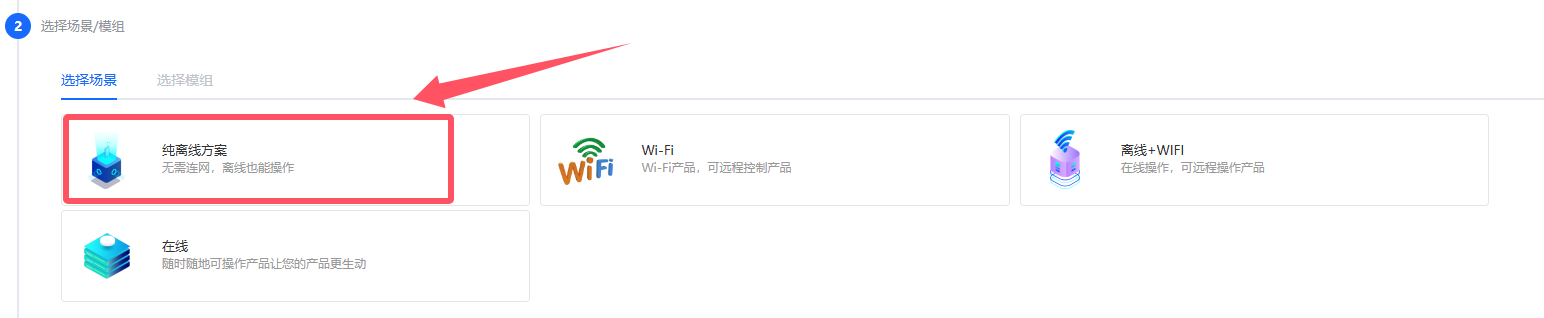 2 选择场景/模组
选择场景 选择模组
纯离线方案
无需连网，离线也能操作
WiFi
Wi-Fi
Wi-Fi产品，可远程控制产品
离线+WIFI
在线操作，可远程操作产品
在线
随时随地可操作产品让您的产品更生动